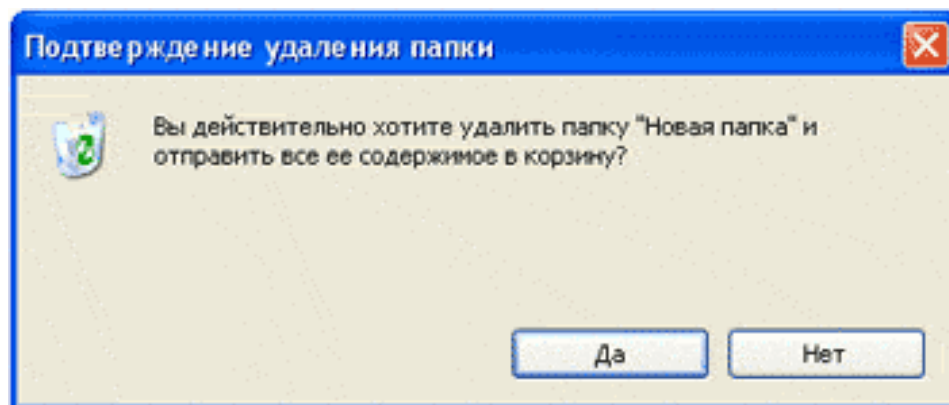 Подтверждение удаления папки
Вы действительно хотите удалить папку "Новая папка" и
отправить все ее содержимое в корзину?
Да
Нет